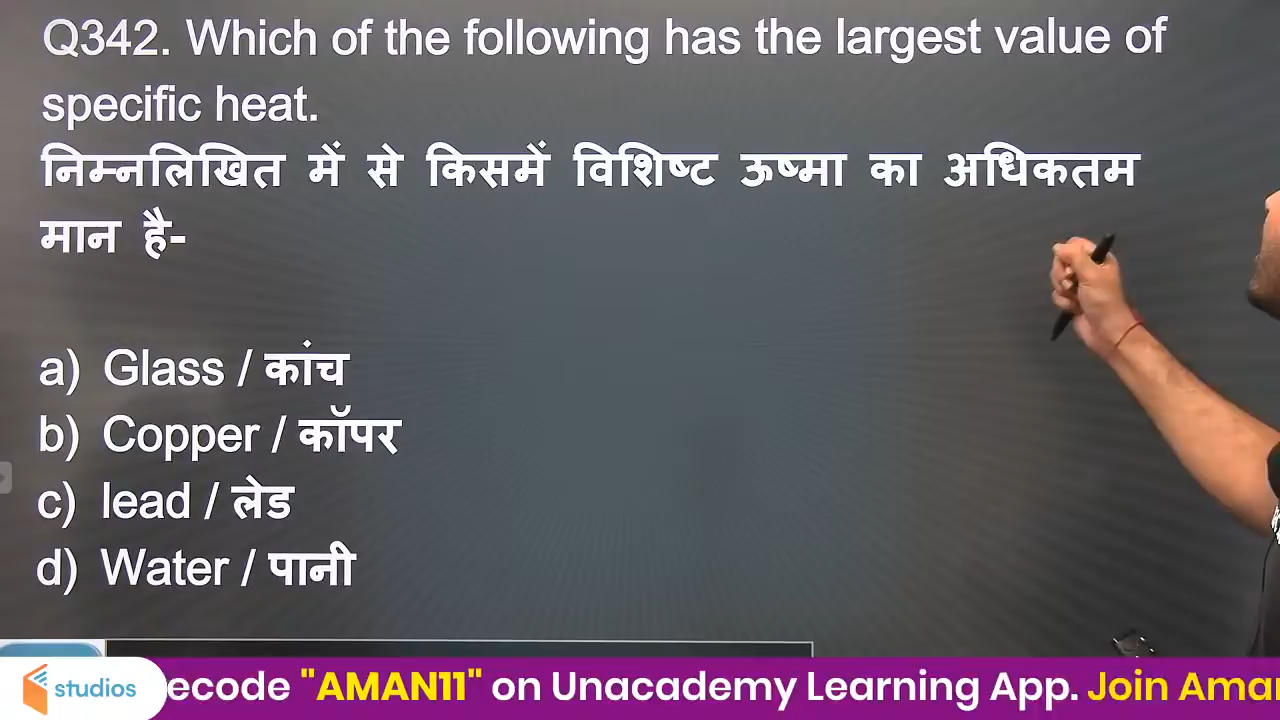 Q342. Which of the following has the largest value of
specific heat.
निम्नलिखित में से किसमें विशिष्ट ऊष्मा का अधिकतम
मान है-
a) Glass / कांच
b) Copper / कॉपर
c) lead / लेड
d) Water / पानी
studios
ecode "AMAN11" on Unacademy Learning App. Join Aman